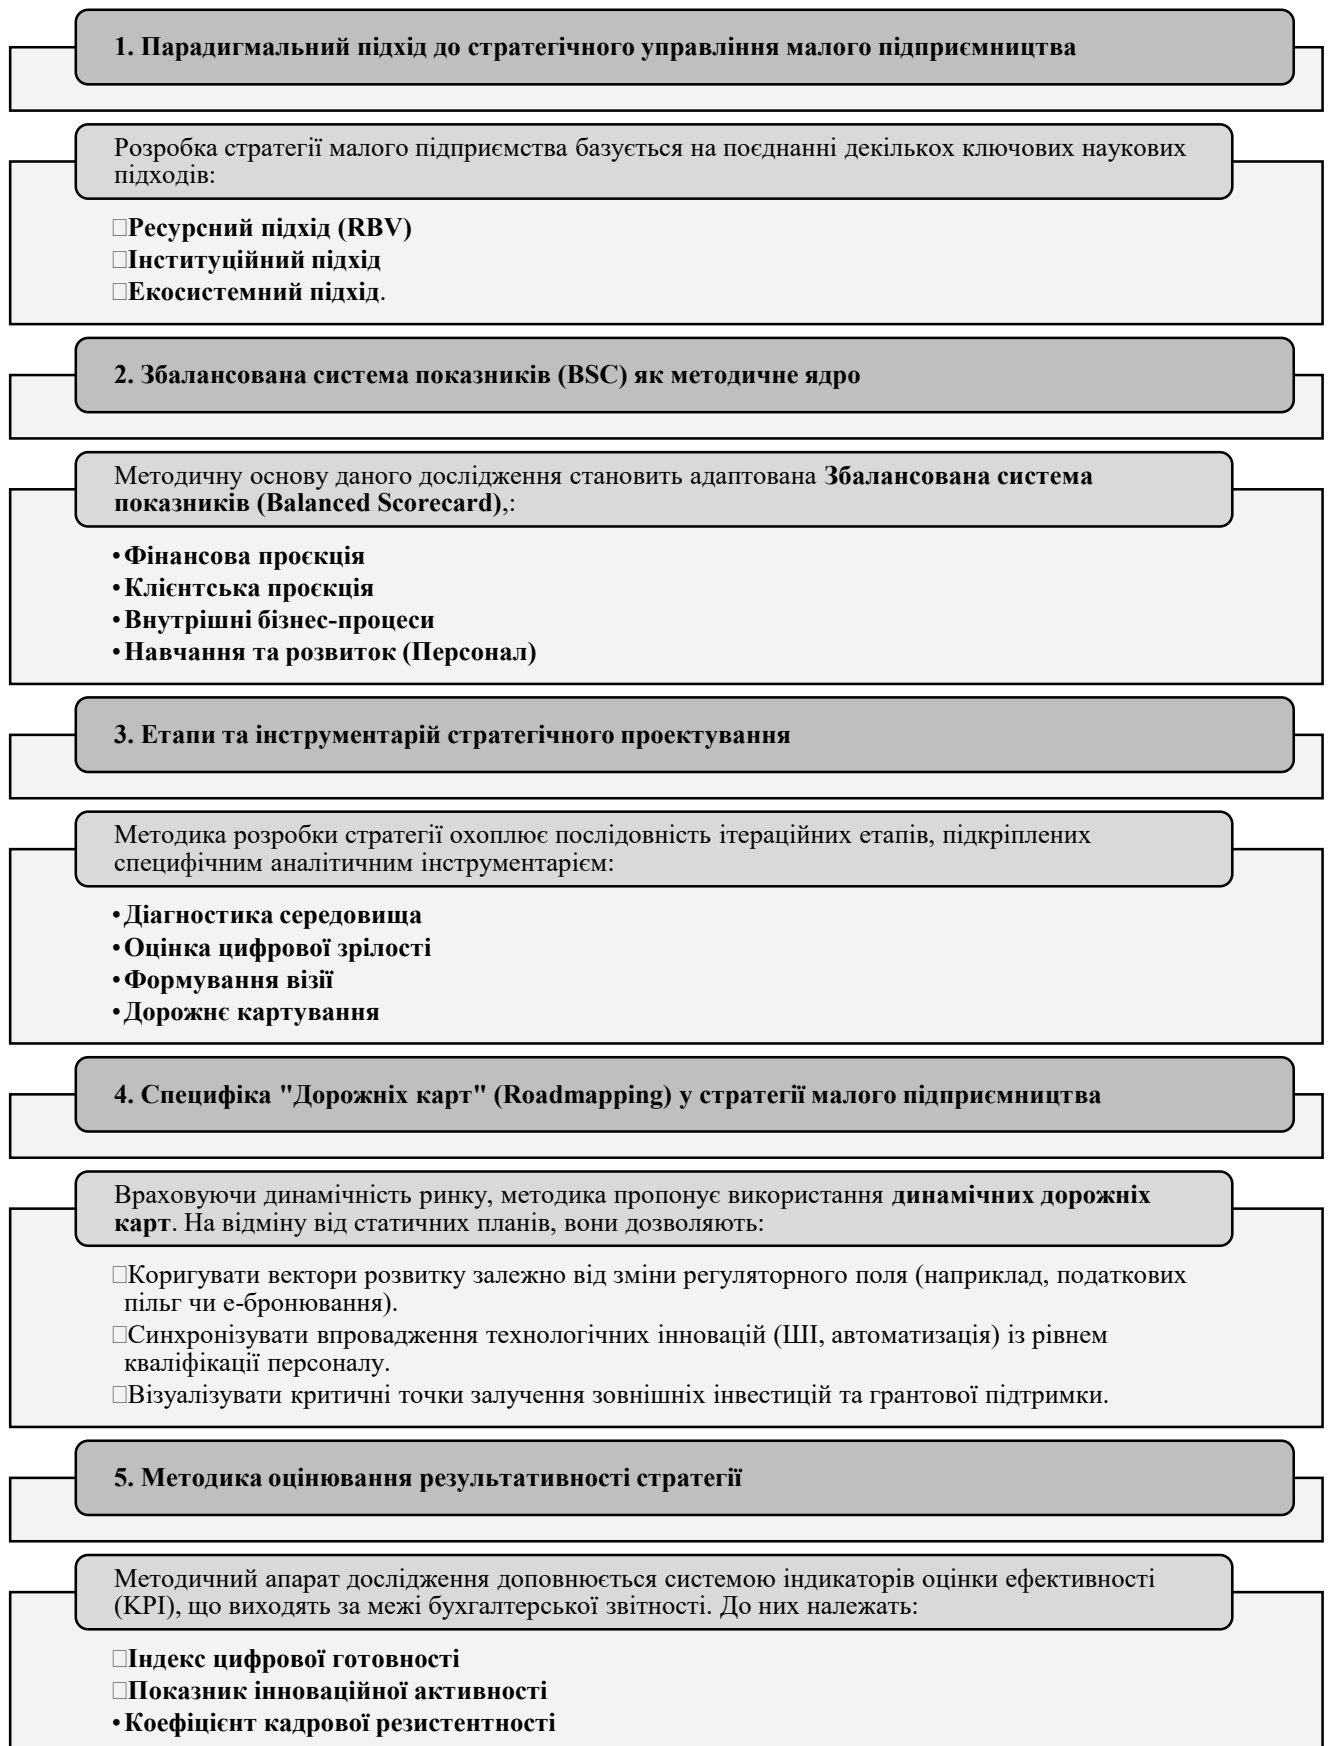 1. Парадигмальний підхід до стратегічного управління малого підприємництва
Розробка стратегії малого підприємства базується на поєднанні декількох ключових наукових
підходів:
□Ресурсний підхід (RBV)
□Інституційний підхід
□Екосистемний підхід.
2. Збалансована система показників (BSC) як методичне ядро
Методичну основу даного дослідження становить адаптована Збалансована система
показників (Balanced Scorecard),:
•Фінансова проєкція
•Клієнтська проєкція
•Внутрішні бізнес-процеси
•Навчання та розвиток (Персонал)
3. Етапи та інструментарій стратегічного проектування
Методика розробки стратегії охоплює послідовність ітераційних етапів, підкріплених
специфічним аналітичним інструментарієм:
•Діагностика середовища
•Оцінка цифрової зрілості
•Формування візії
•Дорожнє картування
4. Специфіка "Дорожніх карт" (Roadmapping) у стратегії малого підприємництва
Враховуючи динамічність ринку, методика пропонує використання динамічних дорожніх
карт. На відміну від статичних планів, вони дозволяють:
□Коригувати вектори розвитку залежно від зміни регуляторного поля (наприклад, податкових
пільг чи е-бронювання).
□Синхронізувати впровадження технологічних інновацій (ШІ, автоматизація) із рівнем
кваліфікації персоналу.
□Візуалізувати критичні точки залучення зовнішніх інвестицій та грантової підтримки.
5. Методика оцінювання результативності стратегії
Методичний апарат дослідження доповнюється системою індикаторів оцінки ефективності
(KPI), що виходять за межі бухгалтерської звітності. До них належать:
□Індекс цифрової готовності
□Показник інноваційної активності
•Коефіцієнт кадрової резистентності